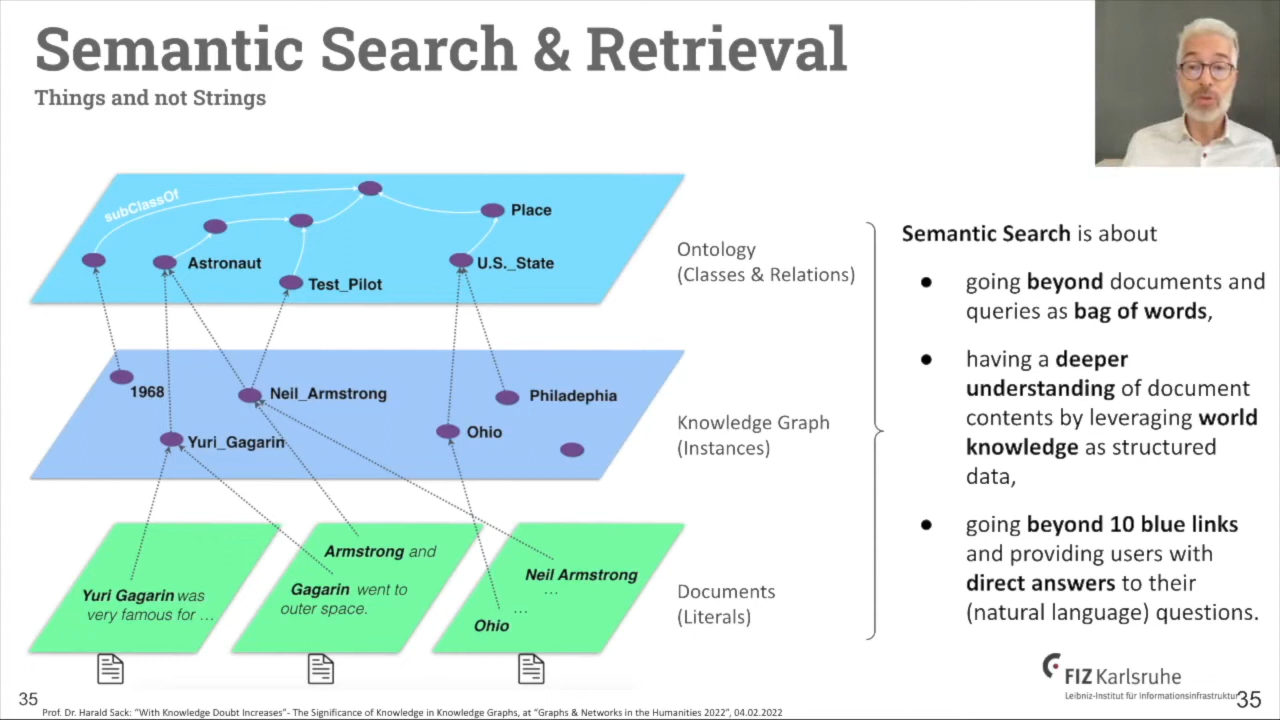 Semantic Search & Retrieval
Things and not Strings
subClassOf
Place
Astronaut
U.S._State
Test_Pilot
Ontology
(Classes & Relations)
1968
Neil_Armstrong
Philadephia
Yuri_Gagarin
Ohio
Knowledge Graph
(Instances)
Yuri Gagarin was
very famous for ...
Armstrong and
Gagarin went to
outer space.
Neil Armstrong
...
...
Ohio
Documents
(Literals)
Semantic Search is about
● going beyond documents and
queries as bag of words,
● having a deeper
understanding of document
contents by leveraging world
knowledge as structured
data,
● going beyond 10 blue links
and providing users with
direct answers to their
(natural language) questions.
FIZ Karlsruhe
Leibniz-Institut für Informationsinfrastruktur
35
35
Prof. Dr. Harald Sack: “With Knowledge Doubt Increases”- The Significance of Knowledge in Knowledge Graphs, at “Graphs & Networks in the Humanities 2022”, 04.02.2022